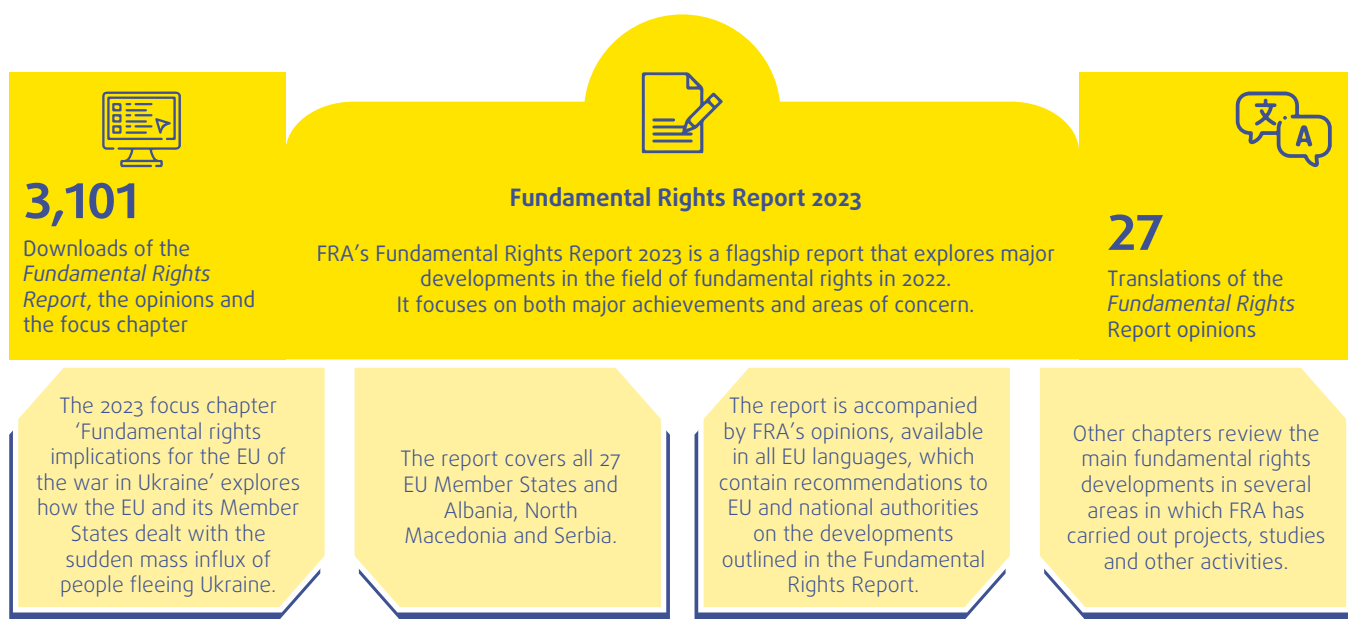 3,101
Downloads of the
Fundamental Rights
Report, the opinions and
the focus chapter
Fundamental Rights Report 2023
FRA’s Fundamental Rights Report 2023 is a flagship report that explores major
developments in the field of fundamental rights in 2022.
It focuses on both major achievements and areas of concern.
文
A
27
Translations of the
Fundamental Rights
Report opinions
The 2023 focus chapter
‘Fundamental rights
implications for the EU of
the war in Ukraine’ explores
how the EU and its Member
States dealt with the
sudden mass influx of
people fleeing Ukraine.
The report covers all 27
EU Member States and
Albania, North
Macedonia and Serbia.
The report is accompanied
by FRA’s opinions, available
in all EU languages, which
contain recommendations to
EU and national authorities
on the developments
outlined in the Fundamental
Rights Report.
Other chapters review the
main fundamental rights
developments in several
areas in which FRA has
carried out projects, studies
and other activities.